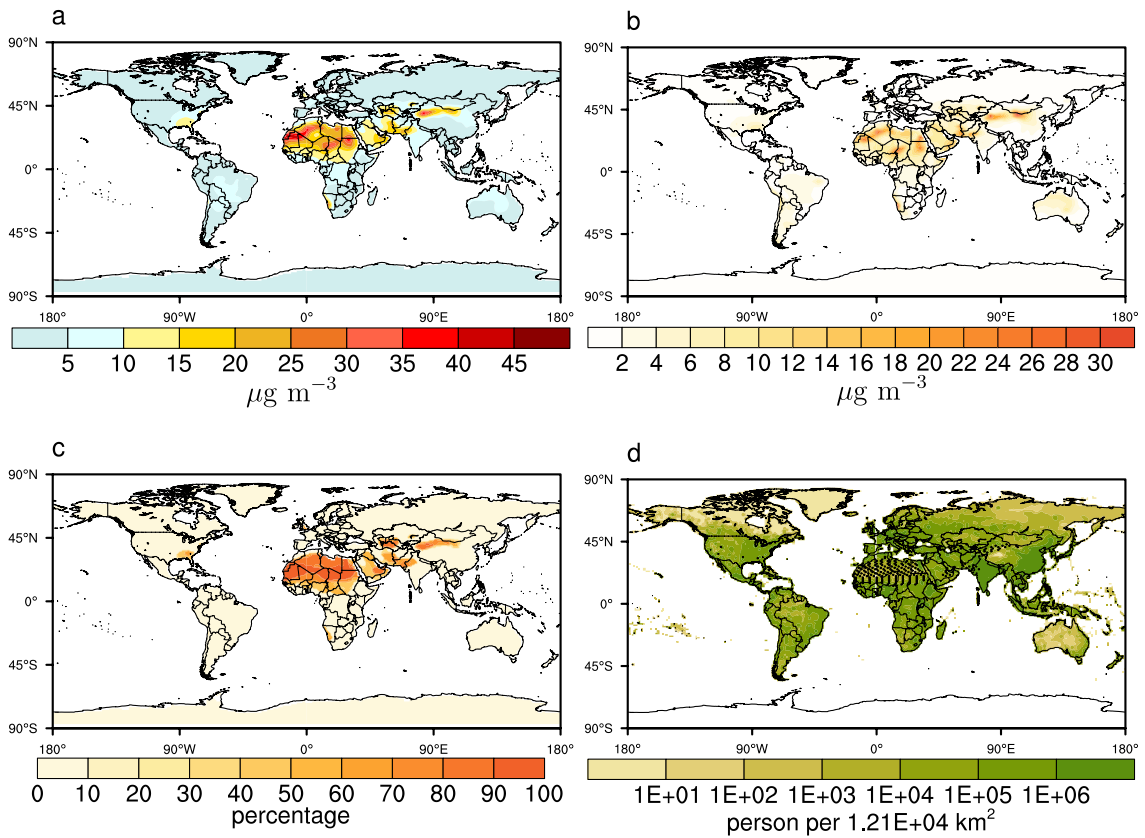 a
90°N
45°N
0°
45°S
90°S
180° 90°W 0° 90°E 180°
5 10 15 20 25 30 35 40 45
μg m−3
b
90°N
45°N
0°
45°S
90°S
180° 90°W 0° 90°E 180°
2 4 6 8 10 12 14 16 18 20 22 24 26 28 30
μg m−3
c
90°N
45°N
0°
45°S
90°S
180° 90°W 0° 90°E 180°
0 10 20 30 40 50 60 70 80 90 100
percentage
d
90°N
45°N
0°
45°S
90°S
180° 90°W 0° 90°E 180°
1E+01 1E+02 1E+03 1E+04 1E+05 1E+06
person per 1.21E+04 km²